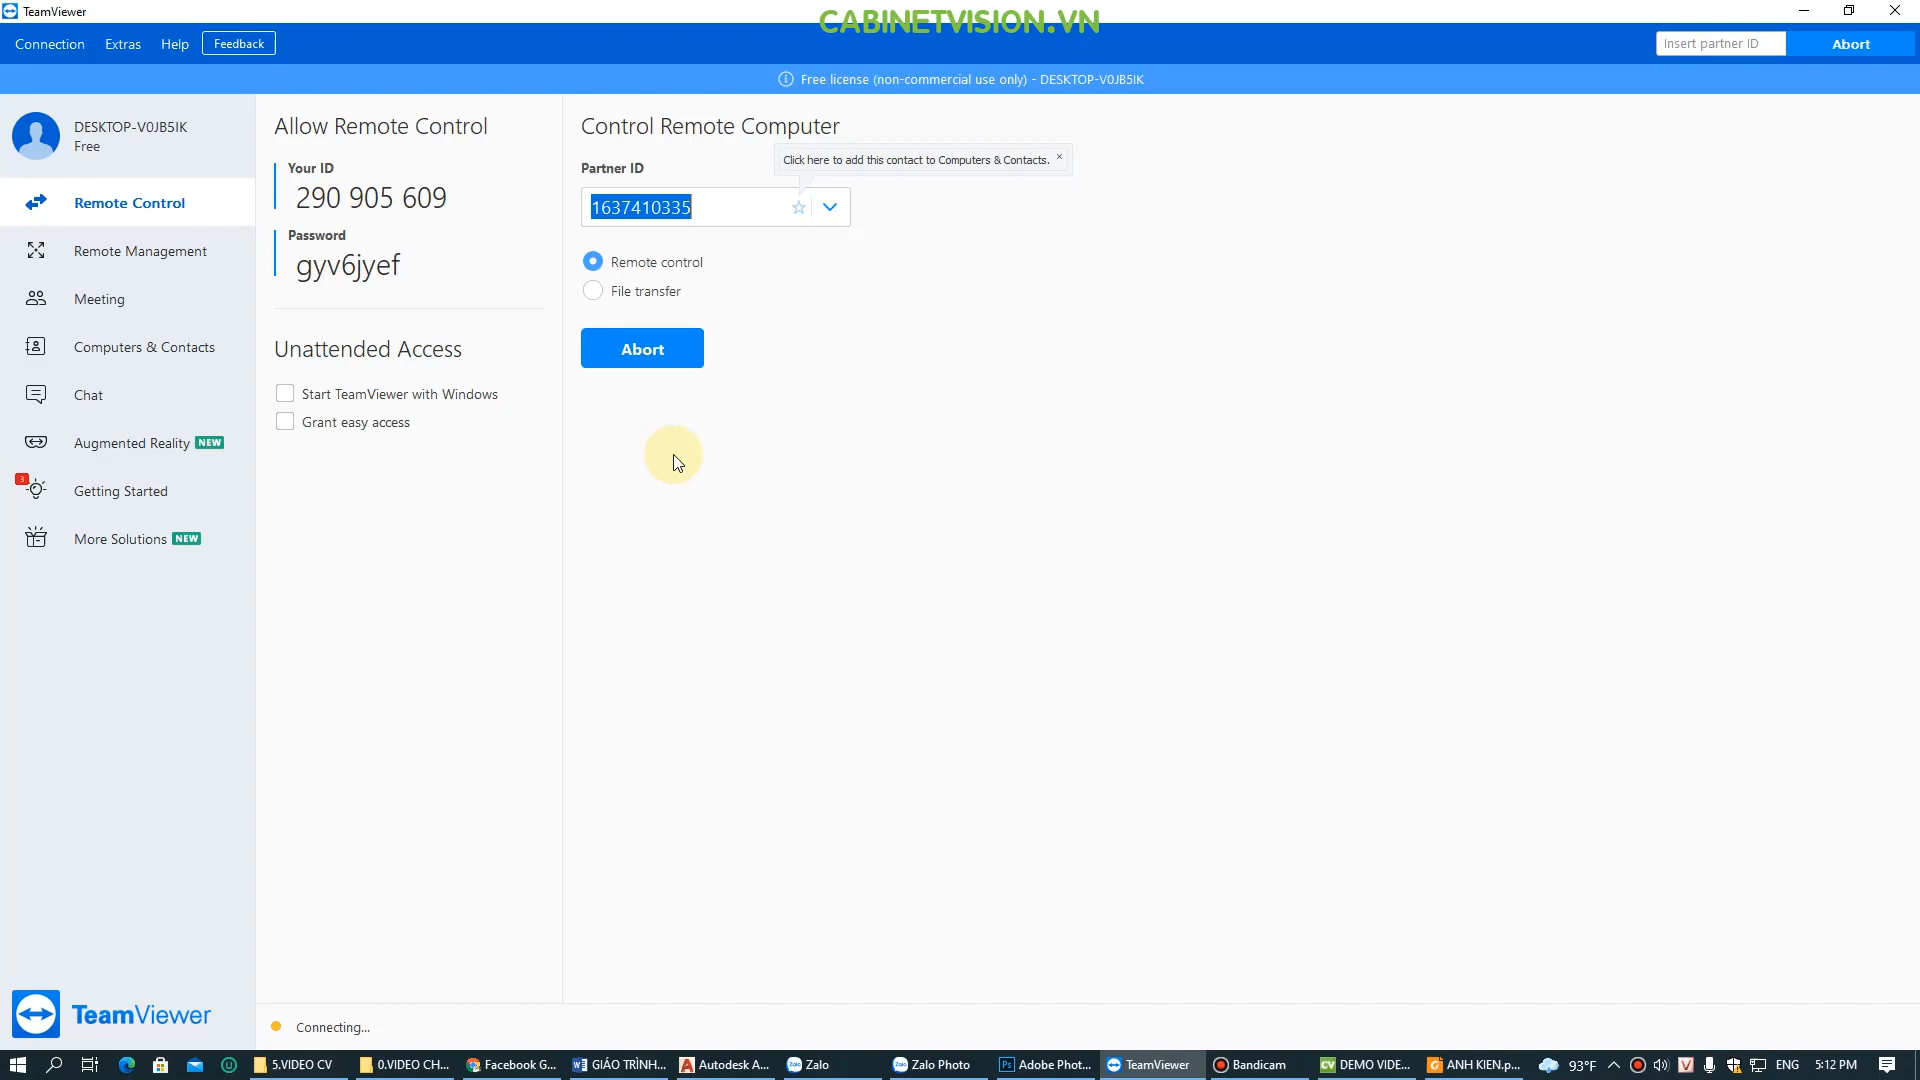 TeamViewer
CABINETVISION.VN
Connection Extras Help Feedback
Insert partner ID Abort
Free license (non-commercial use only) - DESKTOP-V0JB5IK
DESKTOP-V0JB5IK
Free
Remote Control
Remote Management
Meeting
Computers & Contacts
Chat
Augmented Reality NEW
3
Getting Started
More Solutions NEW
TeamViewer
Allow Remote Control
Your ID
290 905 609
Password
gyv6jyef
Unattended Access
Start TeamViewer with Windows
Grant easy access
Control Remote Computer
Click here to add this contact to Computers & Contacts. ×
Partner ID
1637410335
Remote control
File transfer
Abort
Connecting...
5.VIDEO CV 0.VIDEO CH... Facebook G... GIÁO TRÌNH... Autodesk A... Zalo Zalo Photo Adobe Phot... TeamViewer Bandicam DEMO VIDE... ANH KIEN.p... 93°F ENG 5:12 PM